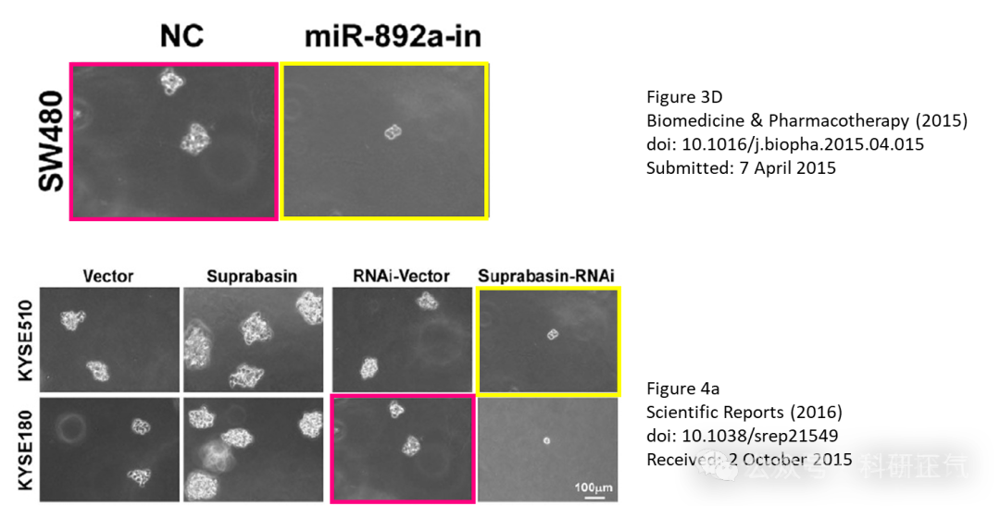 NC miR-892a-in
SW480
Figure 3D
Biomedicine & Pharmacotherapy (2015)
doi: 10.1016/j.biopha.2015.04.015
Submitted: 7 April 2015
Vector Suprabasin RNAi-Vector Suprabasin-RNAi
KYSE510
KYSE180
100μm
Figure 4a
Scientific Reports (2016)
doi: 10.1038/srep21549
Received: 2 October 2015
公众号 · 科研正气